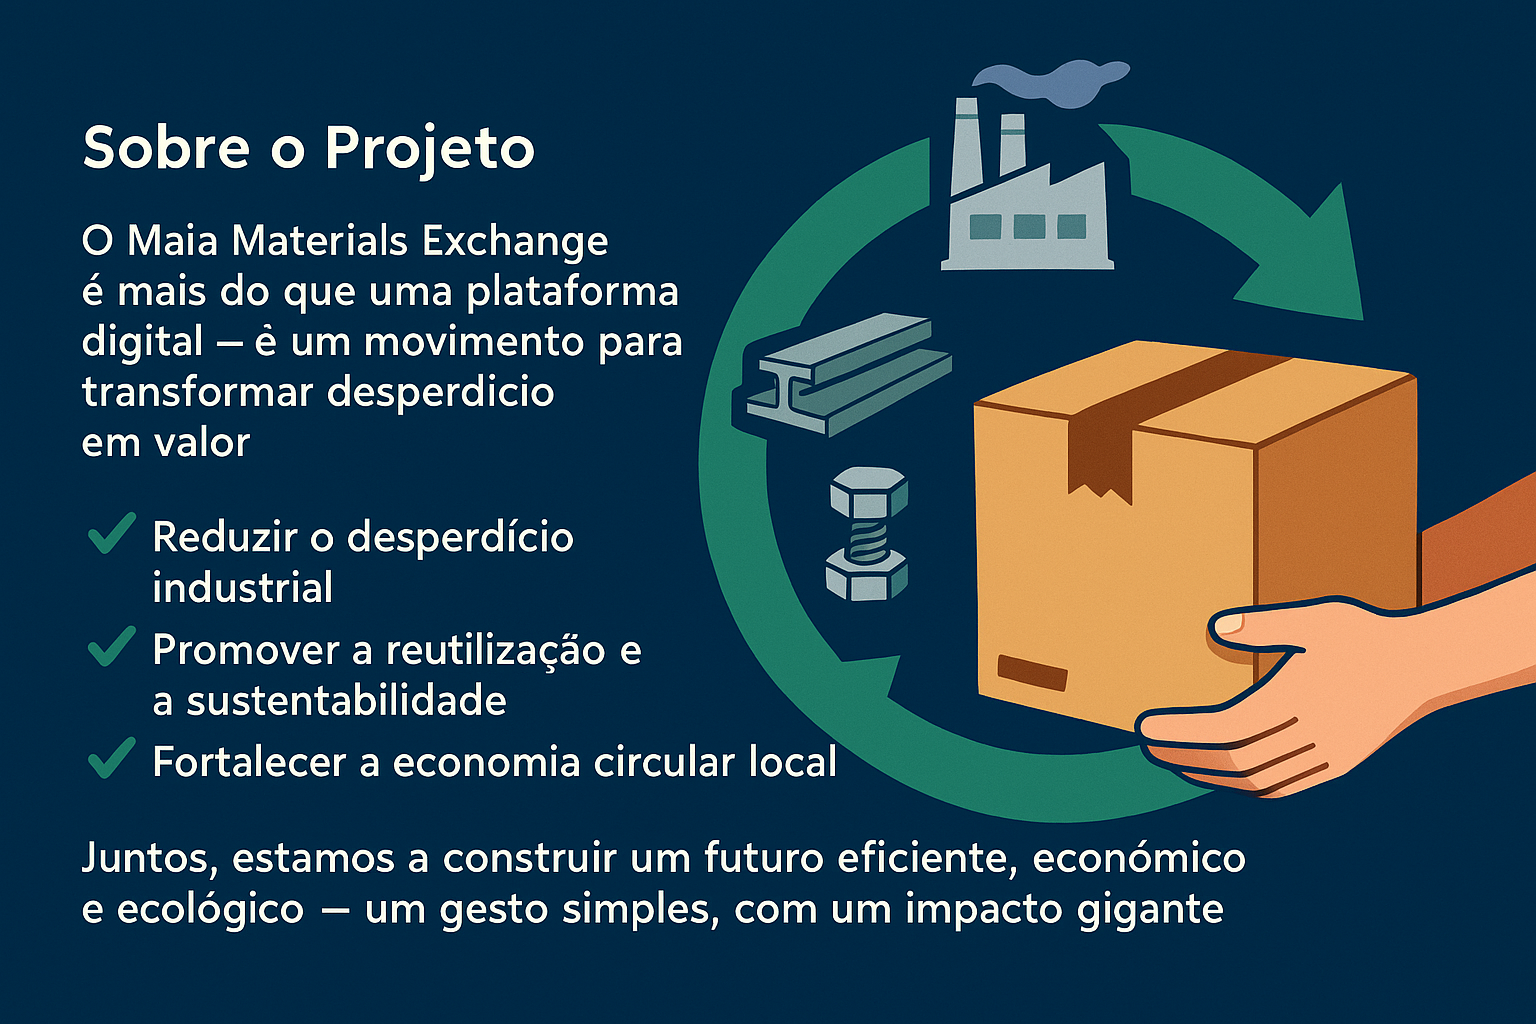 Sobre o Projeto
O Maia Materials Exchange
é mais do que uma plataforma
digital – ė um movimento para
transformar desperdicio
em valor
Reduzir o desperdício
industrial
Promover a reutilização e
a sustentabilidade
Fortalecer a economia circular local
Juntos, estamos a construir um futuro eficiente, económico
e ecológico – um gesto simples, com um impacto gigante